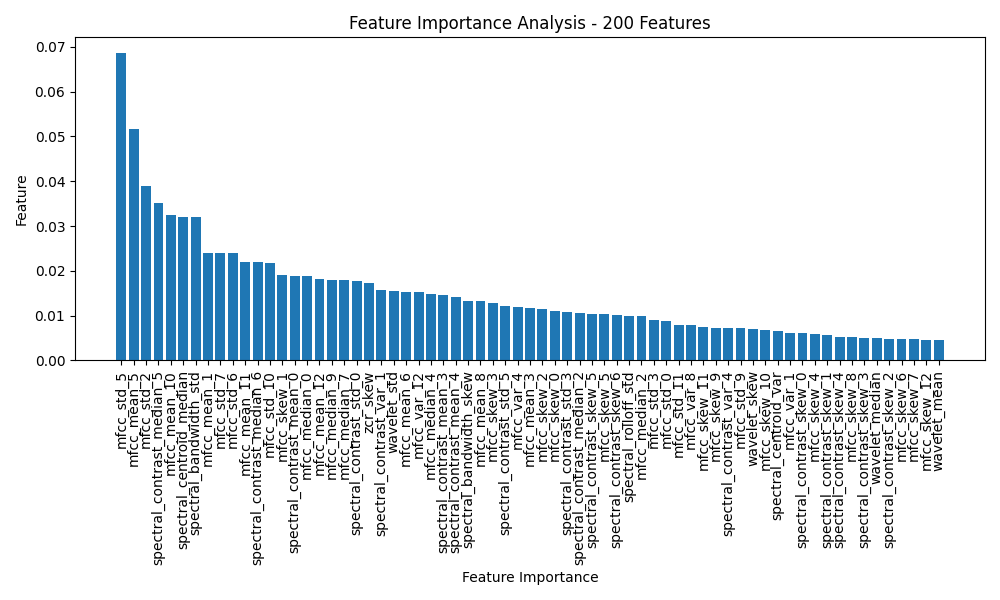 Feature Importance Analysis - 200 Features
0.07
0.06
0.05
0.04
0.03
0.02
0.01
0.00
Feature
mfcc_std_5
mfcc_mean_5
mfcc_std_2
spectral_contrast_median_5
mfcc_mean_10
spectral_centroid_median
spectral_bandwidth_std
mfcc_mean_1
mfcc_std_7
mfcc_std_6
mfcc_mean_11
spectral_contrast_median_6
mfcc_std_10
mfcc_skew_1
spectral_contrast_mean_0
mfcc_median_0
mfcc_mean_12
mfcc_median_9
mfcc_median_7
spectral_contrast_std_0
zcr_skew
spectral_contrast_var_1
wavelet_std
mfcc_mean_6
mfcc_var_12
mfcc_median_4
spectral_contrast_mean_3
spectral_contrast_mean_4
spectral_bandwidth_skew
mfcc_mean_8
mfcc_skew_3
spectral_contrast_std_5
mfcc_var_4
mfcc_mean_3
mfcc_skew_2
mfcc_skew_0
spectral_contrast_std_3
spectral_contrast_median_2
spectral_contrast_skew_5
mfcc_skew_5
spectral_contrast_skew_6
spectral_rolloff_std
mfcc_median_2
mfcc_std_3
mfcc_std_0
mfcc_std_11
mfcc_var_8
mfcc_skew_11
mfcc_skew_9
spectral_contrast_var_4
mfcc_std_9
wavelet_skew
mfcc_skew_10
spectral_centroid_var
mfcc_var_1
spectral_contrast_skew_0
mfcc_skew_4
spectral_contrast_skew_1
spectral_contrast_skew_4
mfcc_skew_8
spectral_contrast_skew_3
wavelet_median
spectral_contrast_skew_2
mfcc_skew_6
mfcc_skew_7
mfcc_skew_12
wavelet_mean
Feature Importance